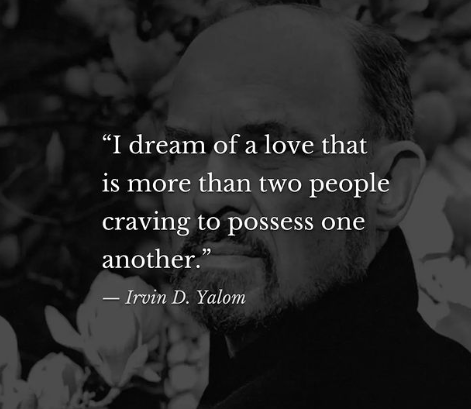 “I dream of a love that
is more than two people
craving to possess one
another.”
— Irvin D. Yalom